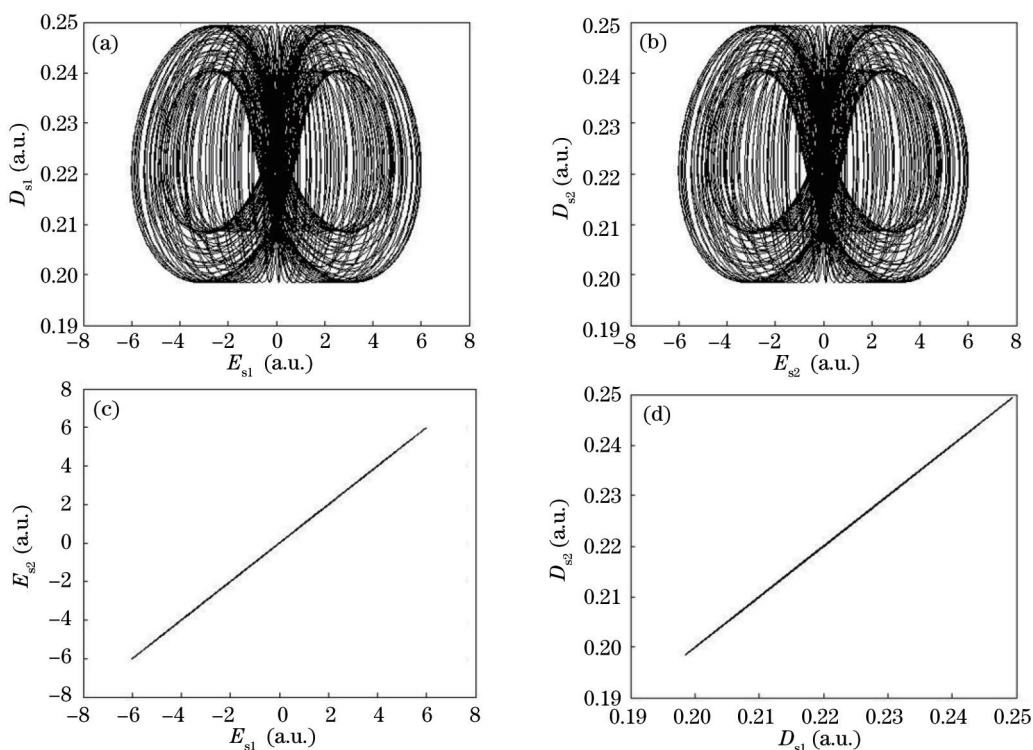 (a)
0.25
0.24
0.23
0.22
0.21
0.20
0.19
D_s1 (a.u.)
−8 −6 −4 −2 0 2 4 6 8
E_s1 (a.u.)
(b)
0.25
0.24
0.23
0.22
0.21
0.20
0.19
D_s2 (a.u.)
−8 −6 −4 −2 0 2 4 6 8
E_s2 (a.u.)
(c)
8
6
4
2
0
−2
−4
−6
−8
E_s2 (a.u.)
−8 −6 −4 −2 0 2 4 6 8
E_s1 (a.u.)
(d)
0.25
0.24
0.23
0.22
0.21
0.20
0.19
D_s2 (a.u.)
0.19 0.20 0.21 0.22 0.23 0.24 0.25
D_s1 (a.u.)